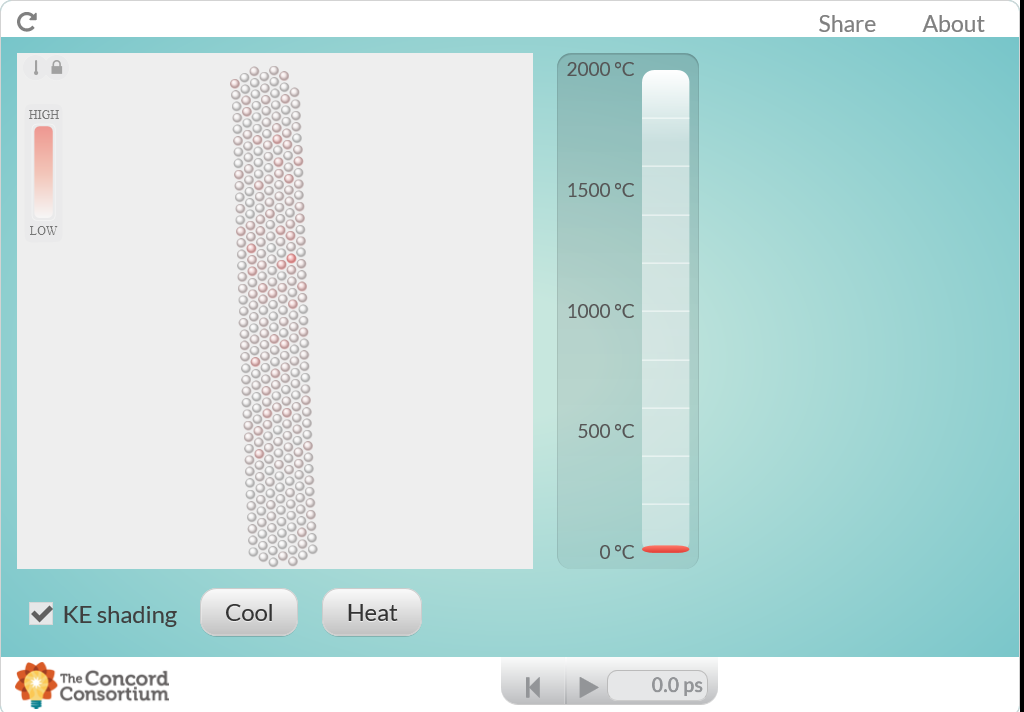 Share About
HIGH
LOW
2000 °C
1500 °C
1000 °C
500 °C
0 °C
KE shading
Cool
Heat
The Concord
Consortium
0.0 ps